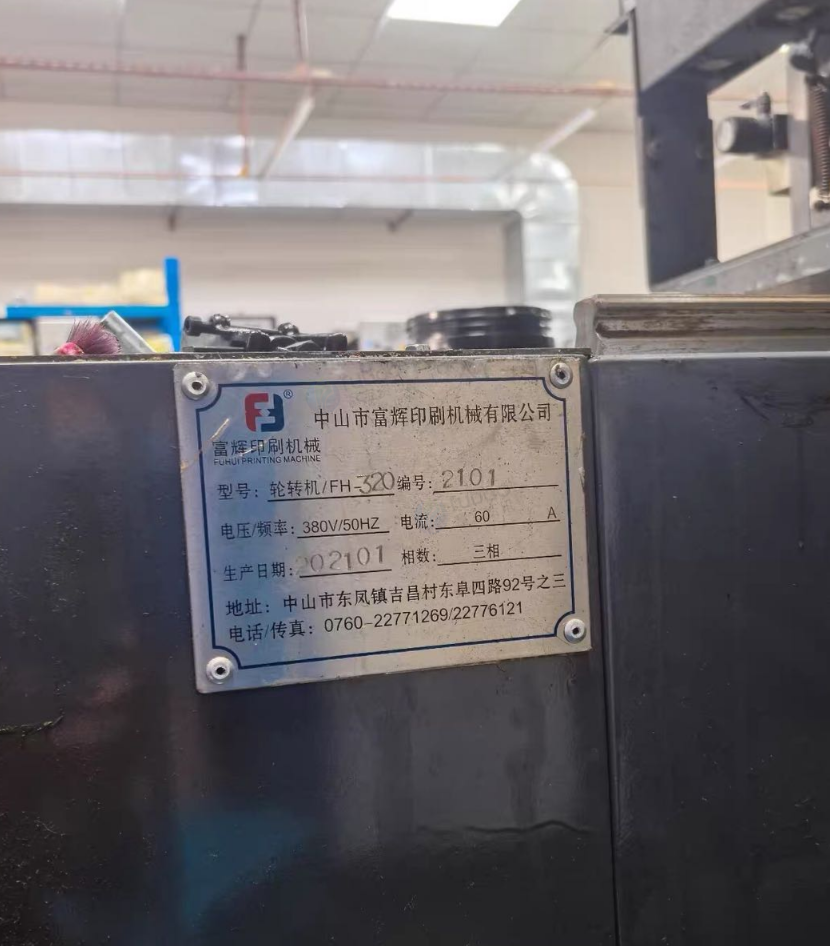 中山市富辉印刷机械有限公司
®
富辉印刷机械
FUHUI PRINTING MACHINE
型号：轮转机/FH-320 编号：2101
电压/频率：380V/50HZ 电流：60 A
生产日期：202101 相数：三相
地址：中山市东凤镇吉昌村东阜四路92号之三
电话/传真：0760-22771269/22776121